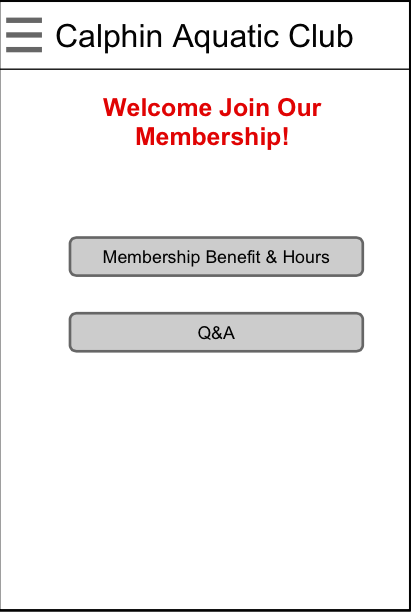 Calphin Aquatic Club
Welcome Join Our
Membership!
Membership Benefit & Hours
Q&A